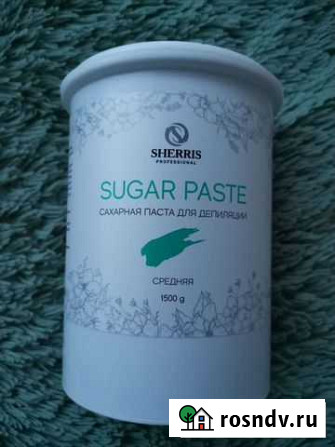 SHERRIS
PROFESSIONAL
SUGAR PASTE
САХАРНАЯ ПАСТА ДЛЯ ДЕПИЛЯЦИИ
СРЕДНЯЯ
1500 g
rosndv.ru